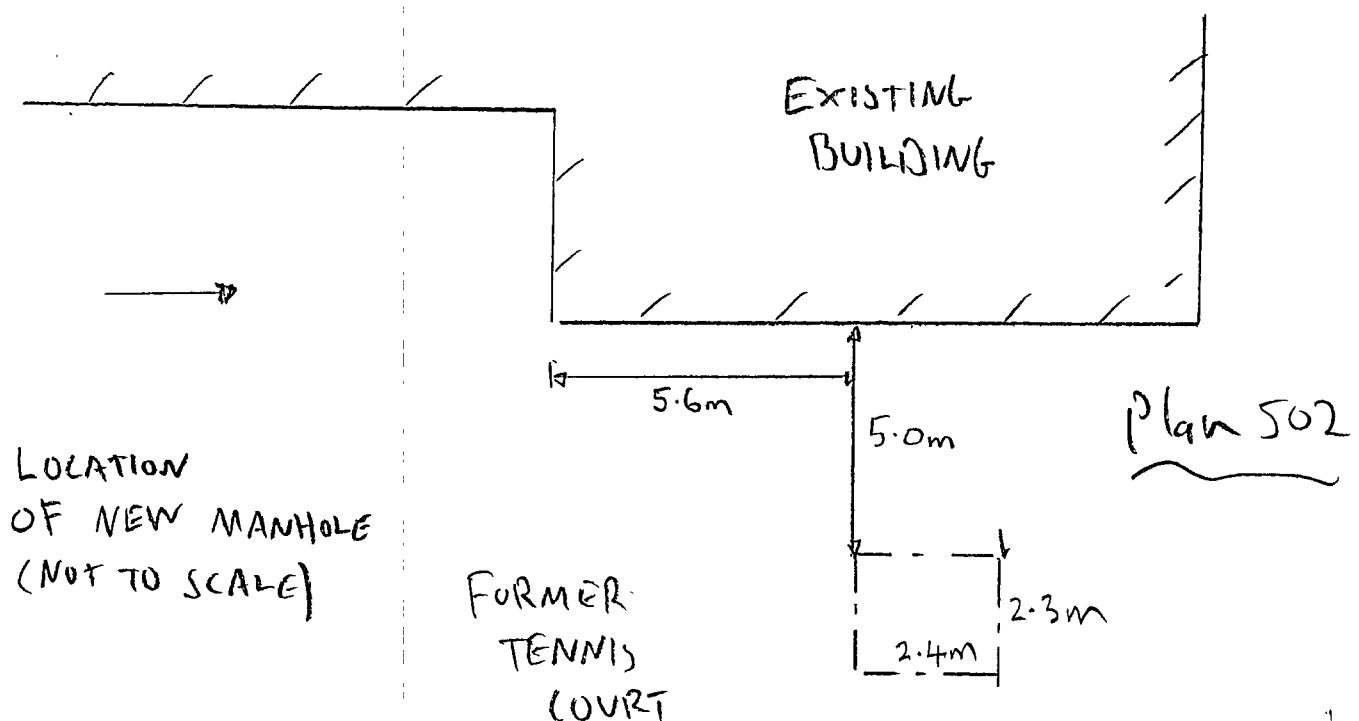 EXISTING
BUILDING
5.6m
5.0m
Plan 502
LOCATION
OF NEW MANHOLE
(NOT TO SCALE)
FORMER
TENNIS
COURT
2.3m
2.4m